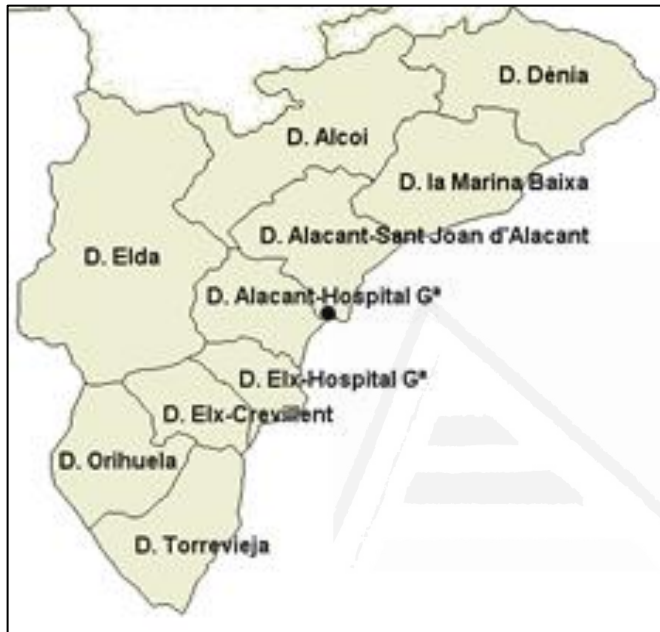 D. Dénia
D. Alcoi
D. la Marina Baixa
D. Alacant-Sant Joan d'Alacant
D. Elda
D. Alacant-Hospital Gª
D. Elx-Hospital Gª
D. Elx-Crevillent
D. Orihuela
D. Torrevieja